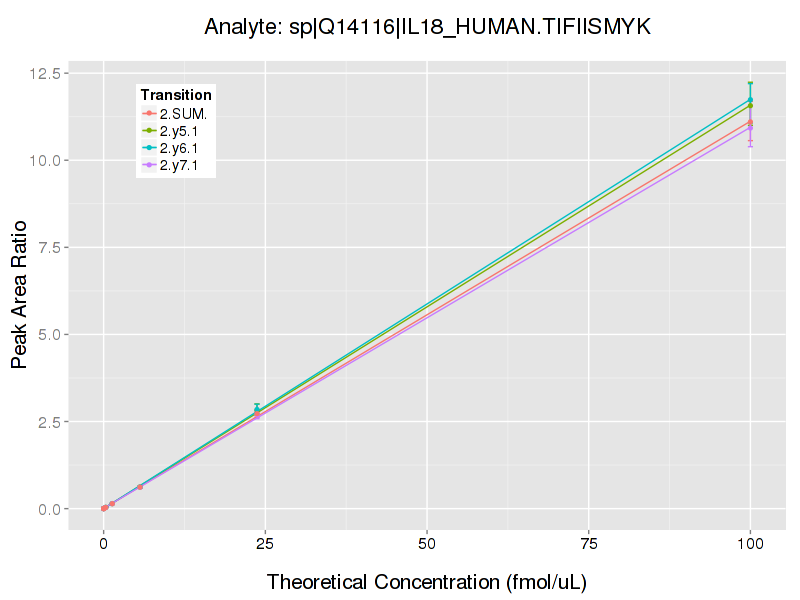 Analyte: sp|Q14116|IL18_HUMAN.TIFIISMYK
12.5
10.0
7.5
5.0
2.5
0.0
Peak Area Ratio
Transition
2.SUM.
2.y5.1
2.y6.1
2.y7.1
0 25 50 75 100
Theoretical Concentration (fmol/uL)